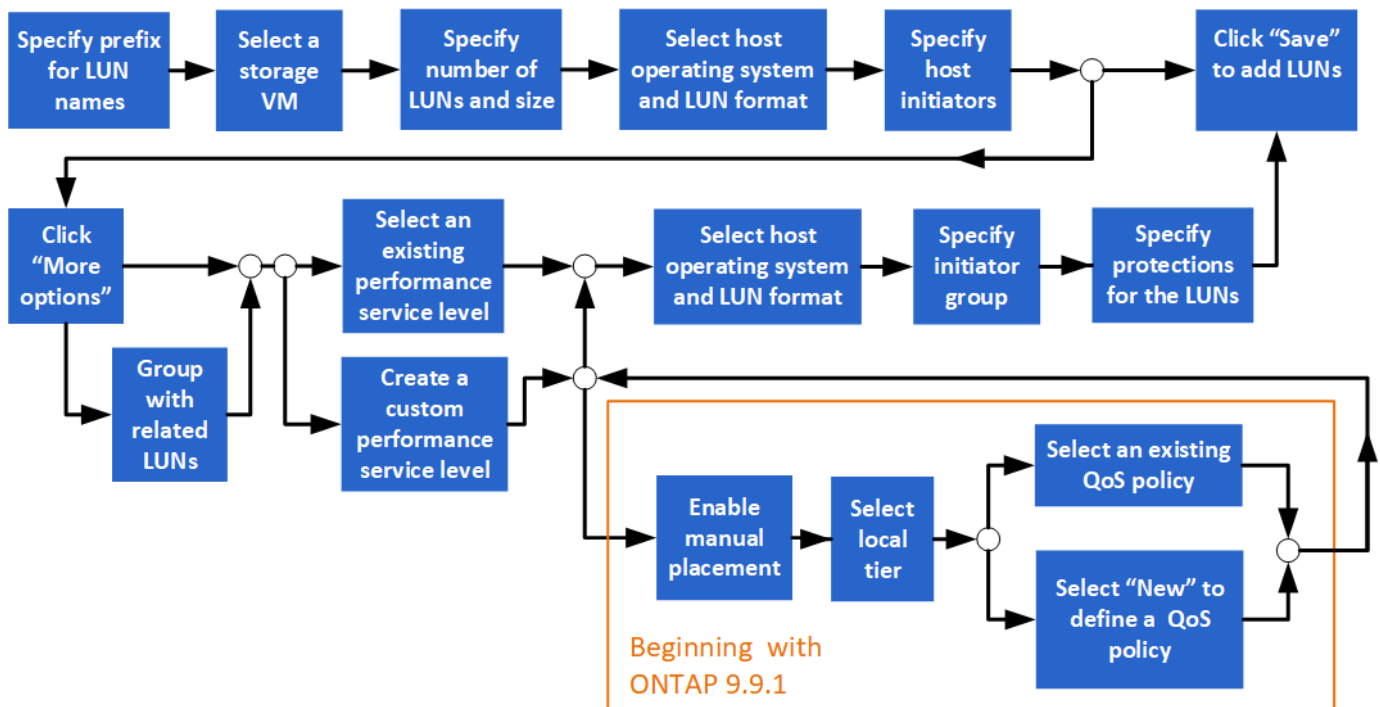 Specify prefix
for LUN
names
Select a
storage
VM
Specify
number of
LUNs and size
Select host
operating system
and LUN format
Specify
host
initiators
Click “Save”
to add LUNs
Click
“More
options”
Group
with
related
LUNs
Select an
existing
performance
service level
Create a
custom
performance
service level
Select host
operating system
and LUN format
Specify
initiator
group
Specify
protections
for the LUNs
Enable
manual
placement
Select
local
tier
Select an existing
QoS policy
Select “New” to
define a QoS
policy
Beginning with
ONTAP 9.9.1